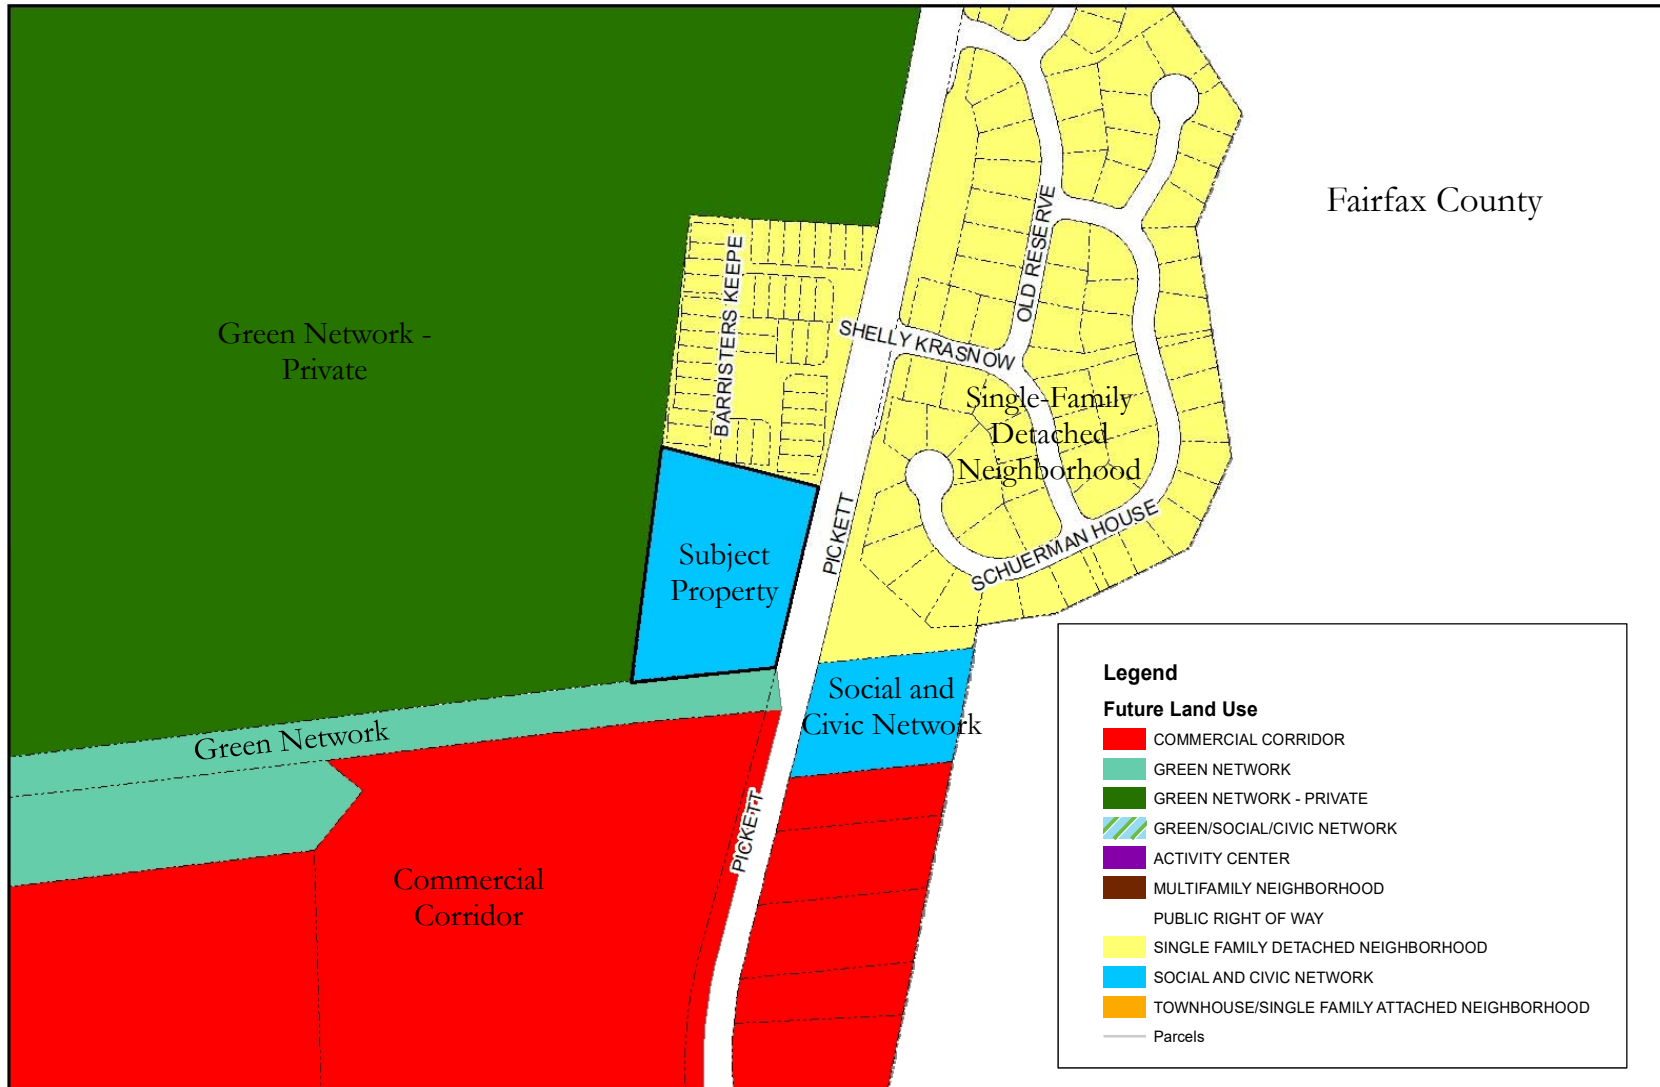 Fairfax County
OLD RESERVE
BARRISTERS KEEPE
SHELLY KRASNOW
Green Network -
Private
Single-Family
Detached
Neighborhood
PICKETT
SCHUERMAN HOUSE
Subject
Property
Social and
Civic Network
Green Network
PICKETT
Commercial
Corridor
Legend
Future Land Use
COMMERCIAL CORRIDOR
GREEN NETWORK
GREEN NETWORK - PRIVATE
GREEN/SOCIAL/CIVIC NETWORK
ACTIVITY CENTER
MULTIFAMILY NEIGHBORHOOD
PUBLIC RIGHT OF WAY
SINGLE FAMILY DETACHED NEIGHBORHOOD
SOCIAL AND CIVIC NETWORK
TOWNHOUSE/SINGLE FAMILY ATTACHED NEIGHBORHOOD
Parcels